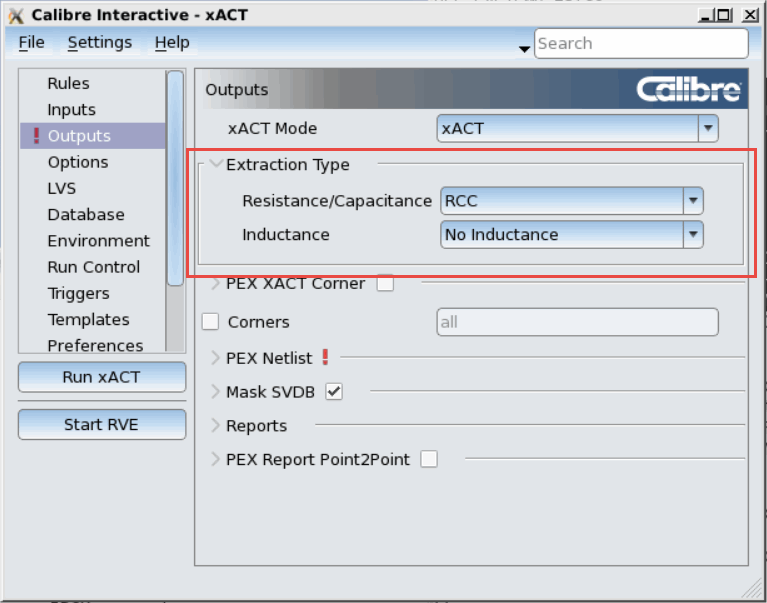 Calibre Interactive - xACT
File Settings Help
Search
Rules
Inputs
! Outputs
Options
LVS
Database
Environment
Run Control
Triggers
Templates
Preferences
Run xACT
Start RVE
Outputs
Calibre
xACT Mode
xACT
Extraction Type
Resistance/Capacitance RCC
Inductance No Inductance
PEX XACT Corner
Corners all
PEX Netlist !
Mask SVDB
Reports
PEX Report Point2Point